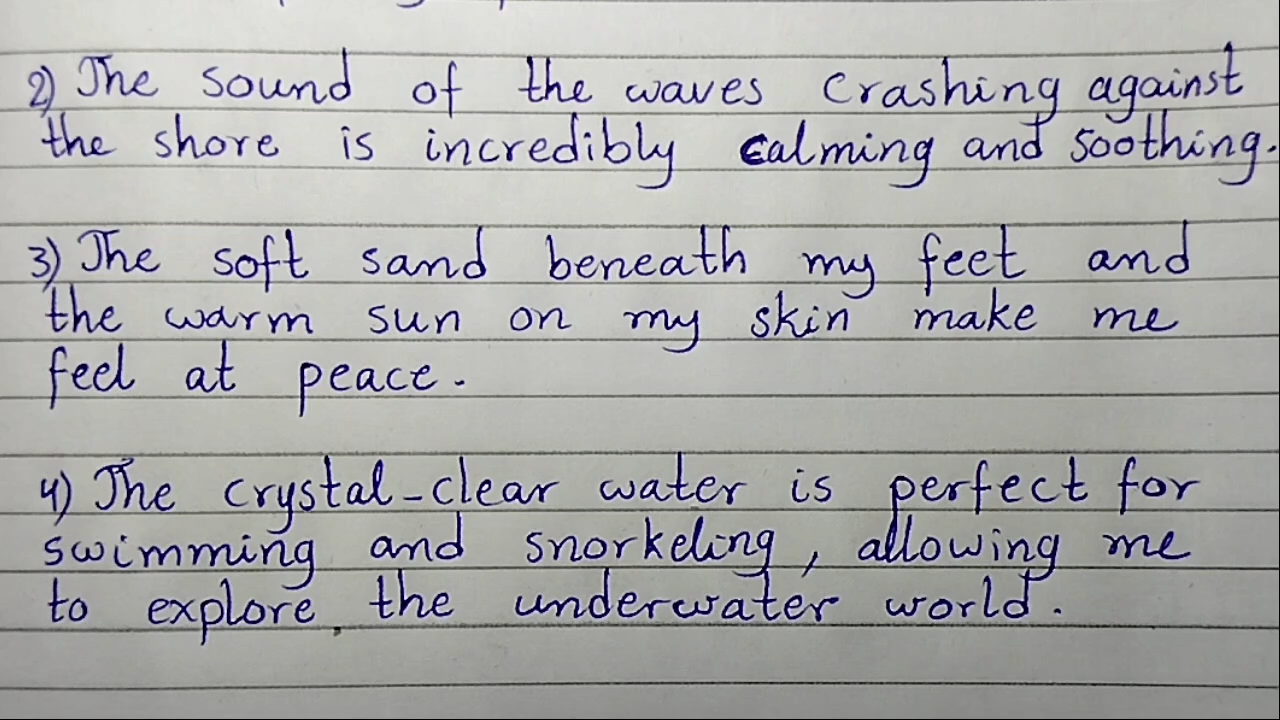 2) The sound of the waves crashing against
the shore is incredibly calming and soothing.
3) The soft sand beneath my feet and
the warm sun on my skin make me
feel at peace.
4) The crystal-clear water is perfect for
swimming and snorkeling, allowing me
to explore the underwater world.